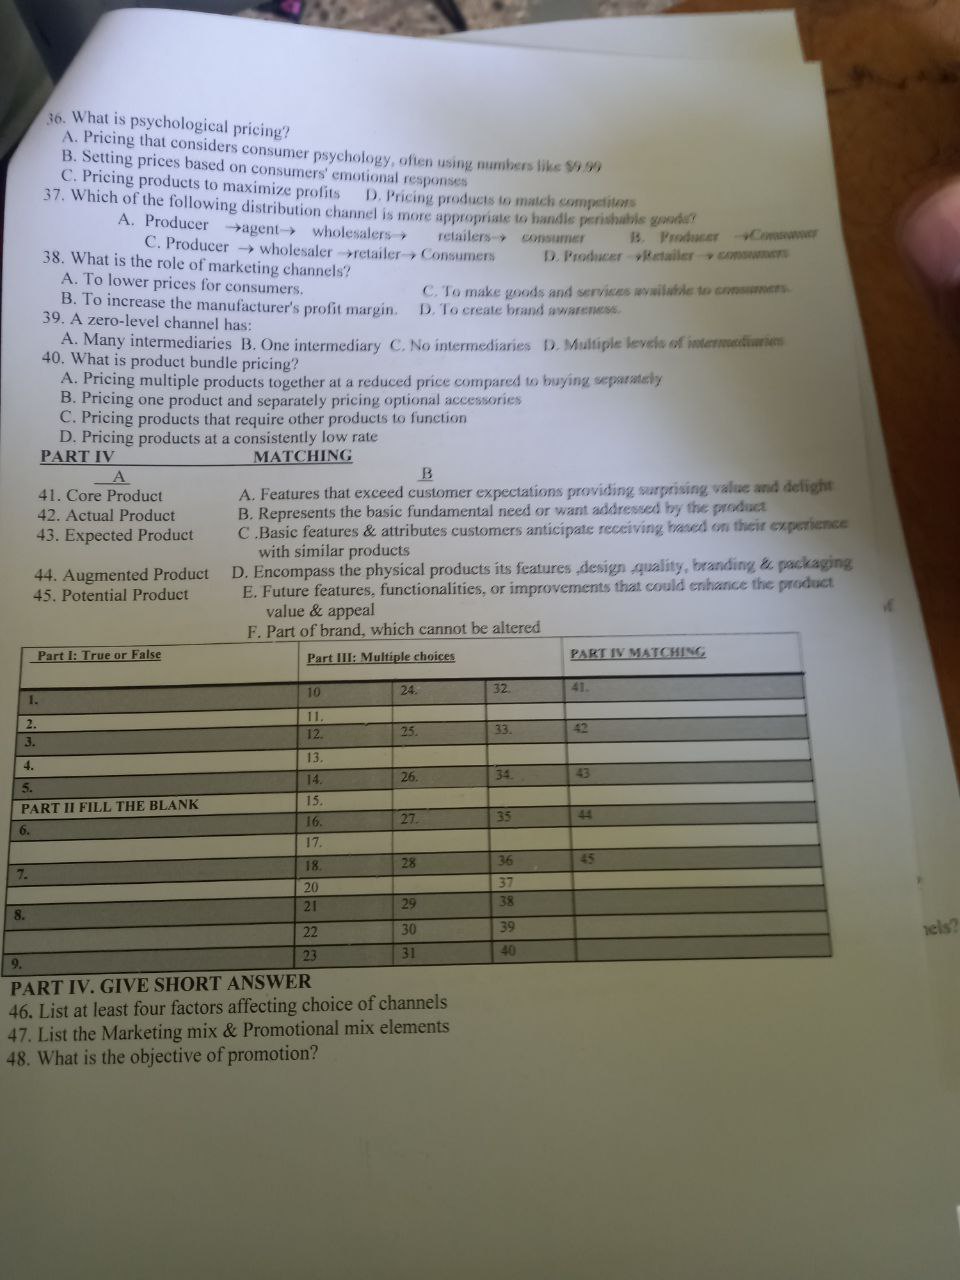 36. What is psychological pricing?
A. Pricing that considers consumer psychology, often using numbers like $9.99
B. Setting prices based on consumers' emotional responses
C. Pricing products to maximize profits D. Pricing products to match competitors
37. Which of the following distribution channel is more appropriate to handle perishable goods?
A. Producer →agent→ wholesalers→ retailers→ consumer B. Producer →Consumer
C. Producer → wholesaler →retailer→ Consumers D. Producer →Retailer → consumers
38. What is the role of marketing channels?
A. To lower prices for consumers. C. To make goods and services available to consumers.
B. To increase the manufacturer's profit margin. D. To create brand awareness.
39. A zero-level channel has:
A. Many intermediaries B. One intermediary C. No intermediaries D. Multiple levels of intermediaries
40. What is product bundle pricing?
A. Pricing multiple products together at a reduced price compared to buying separately
B. Pricing one product and separately pricing optional accessories
C. Pricing products that require other products to function
D. Pricing products at a consistently low rate
PART IV MATCHING
A B
41. Core Product A. Features that exceed customer expectations providing surprising value and delight
42. Actual Product B. Represents the basic fundamental need or want addressed by the product
43. Expected Product C .Basic features & attributes customers anticipate receiving based on their experience
with similar products
44. Augmented Product D. Encompass the physical products its features ,design ,quality, branding & packaging
45. Potential Product E. Future features, functionalities, or improvements that could enhance the product
value & appeal
F. Part of brand, which cannot be altered
Part I: True or False Part III: Multiple choices PART IV MATCHING
1. 10 24. 32. 41.
2. 11.
3. 12. 25. 33. 42
4. 13.
5. 14. 26. 34. 43
PART II FILL THE BLANK 15.
6. 16. 27. 35 44
17.
7. 18. 28 36 45
20 37
8. 21 29 38
22 30 39
9. 23 31 40
PART IV. GIVE SHORT ANSWER
46. List at least four factors affecting choice of channels
47. List the Marketing mix & Promotional mix elements
48. What is the objective of promotion?